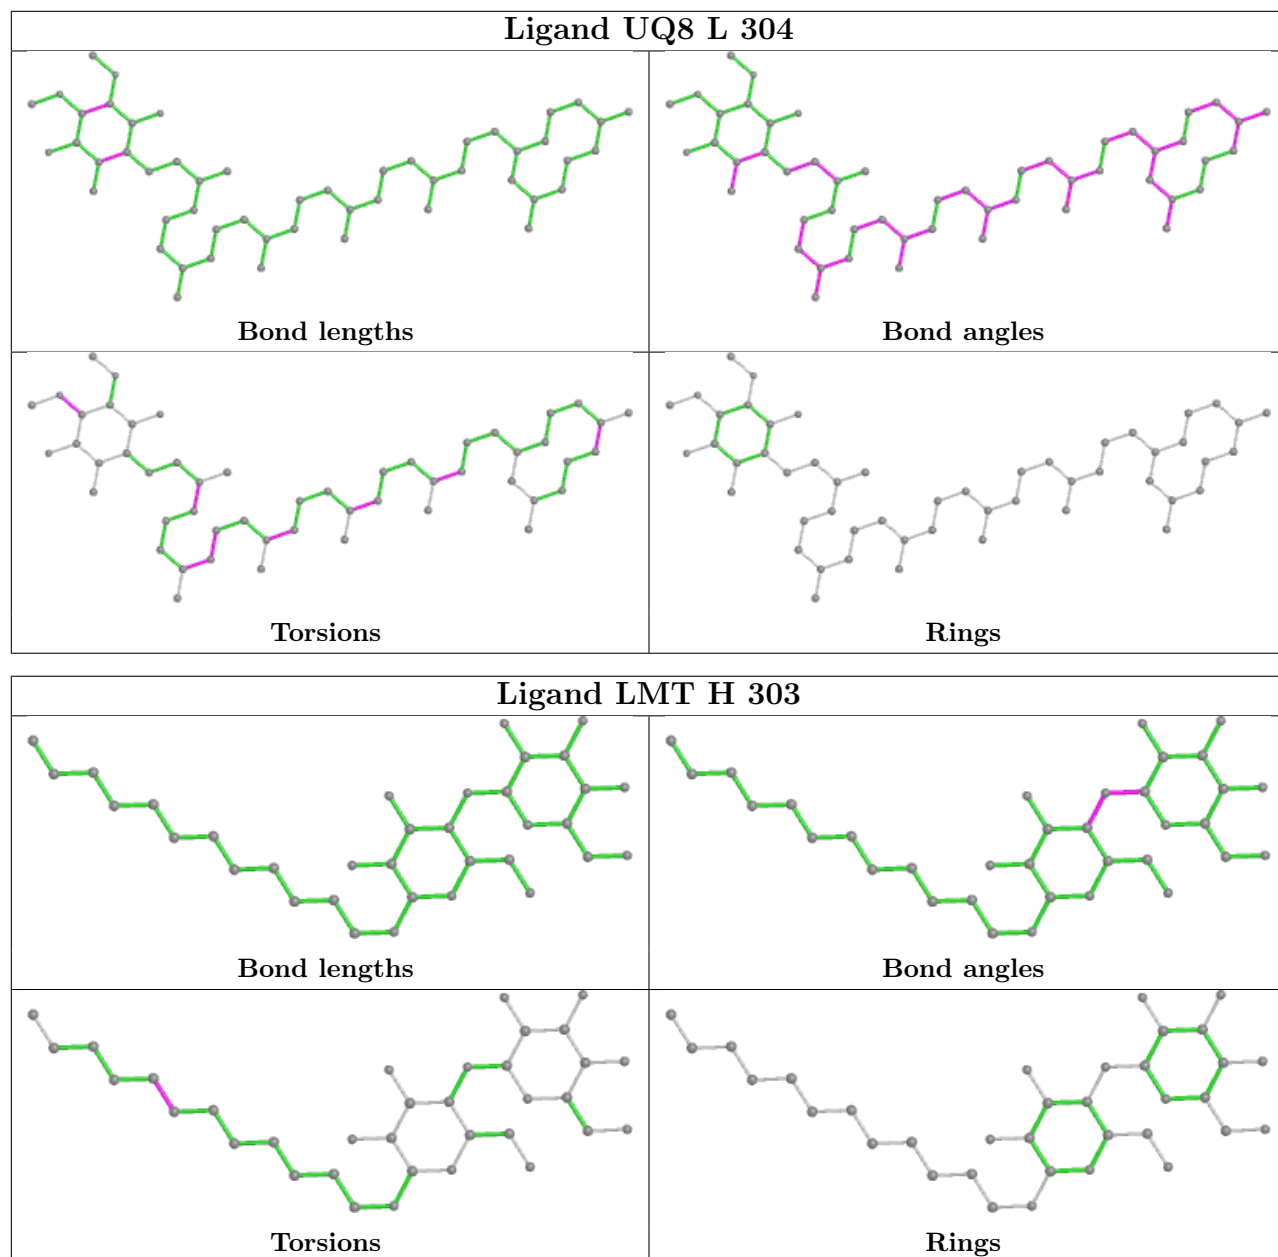 Ligand UQ8 L 304
Bond lengths
Bond angles
Torsions
Rings
Ligand LMT H 303
Bond lengths
Bond angles
Torsions
Rings